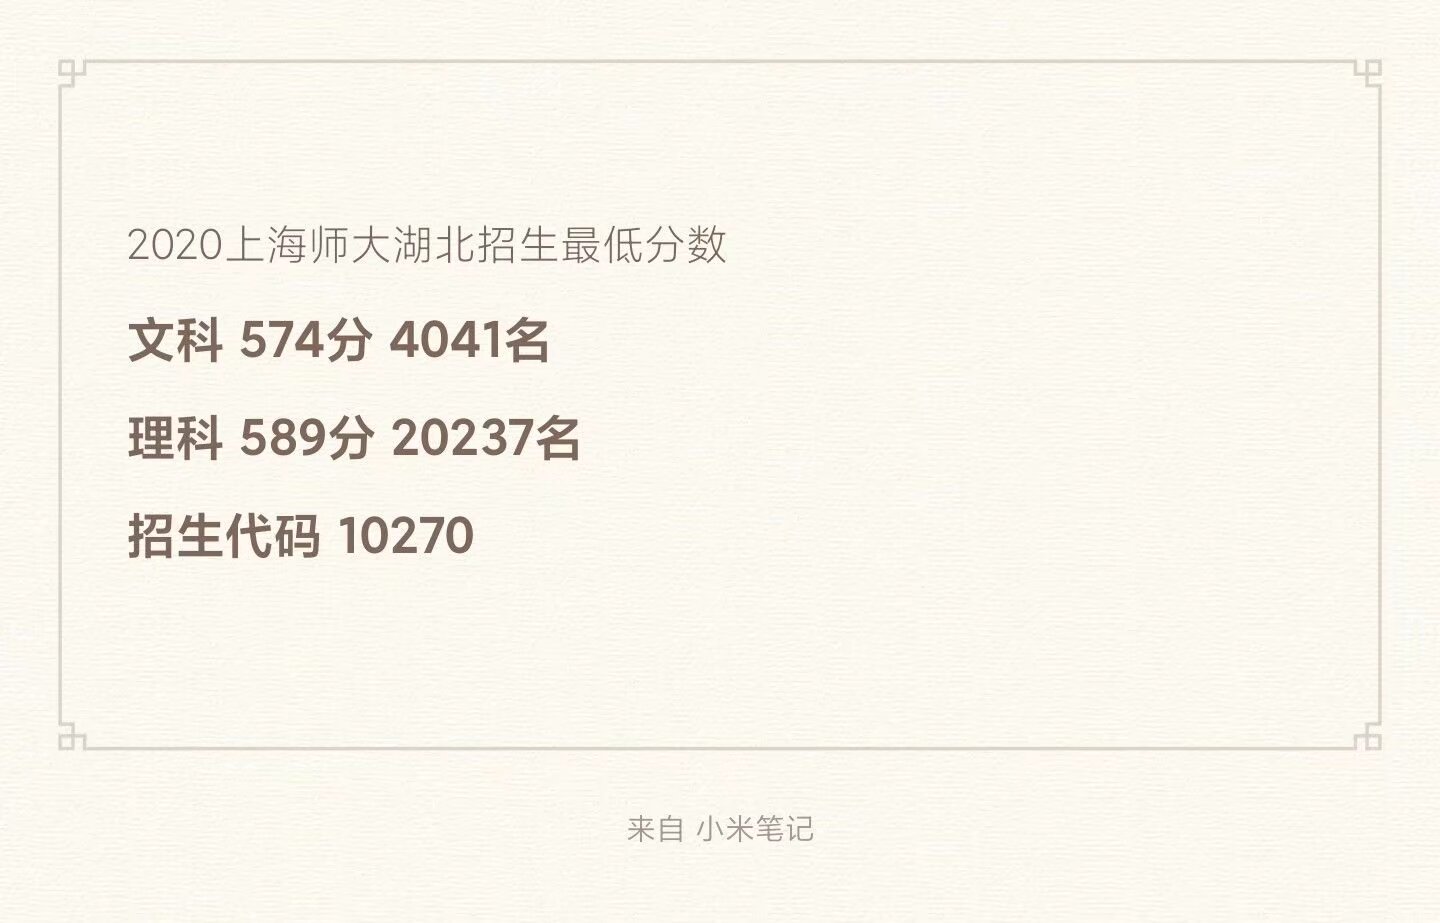 2020上海师大湖北招生最低分数
文科 574分 4041名
理科 589分 20237名
招生代码 10270
来自 小米笔记